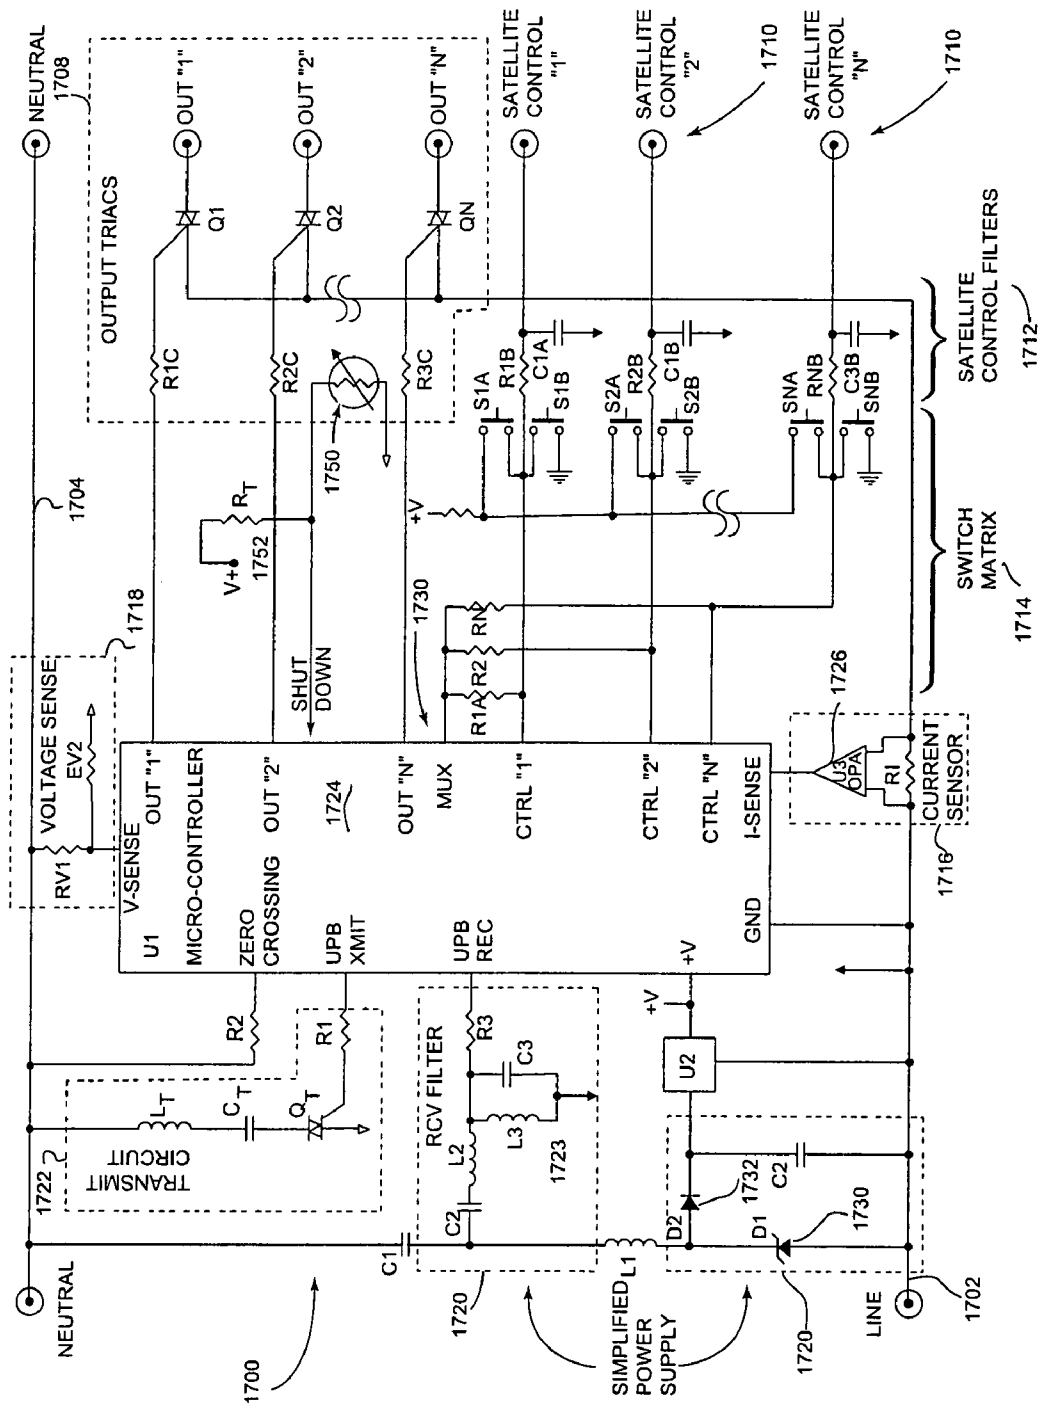 NEUTRAL
1708
OUTPUT TRIACS
OUT "1"
OUT "2"
OUT "N"
Q1
Q2
QN
R1C
R2C
R3C
1750
SATELLITE
CONTROL
"1"
SATELLITE
CONTROL
"2"
SATELLITE
CONTROL
"N"
1710
1710
1704
1718
VOLTAGE SENSE
EV2
RV1
V+
RT
1752
SHUT
DOWN
1730
+V
S1A
R1B
C1A
S1B
S2A
R2B
C1B
S2B
SNA
RNB
C3B
SNB
SATELLITE
CONTROL FILTERS
1712
SWITCH
MATRIX
1714
R1A
R2
RN
V-SENSE
OUT "1"
U1
MICRO-CONTROLLER
ZERO
CROSSING
OUT "2"
1724
UPB
XMIT
OUT "N"
MUX
UPB
REC
CTRL "1"
CTRL "2"
CTRL "N"
+V
GND
I-SENSE
1726
U3
OPA
RI
CURRENT
SENSOR
1716
R2
R1
LT
CT
QT
TRANSMIT
CIRCUIT
1722
RCV FILTER
R3
C3
L2
L3
C2
1723
+V
U2
C1
1720
L1
D2
1732
C2
D1
1730
1720
SIMPLIFIED
POWER
SUPPLY
1700
NEUTRAL
LINE
1702